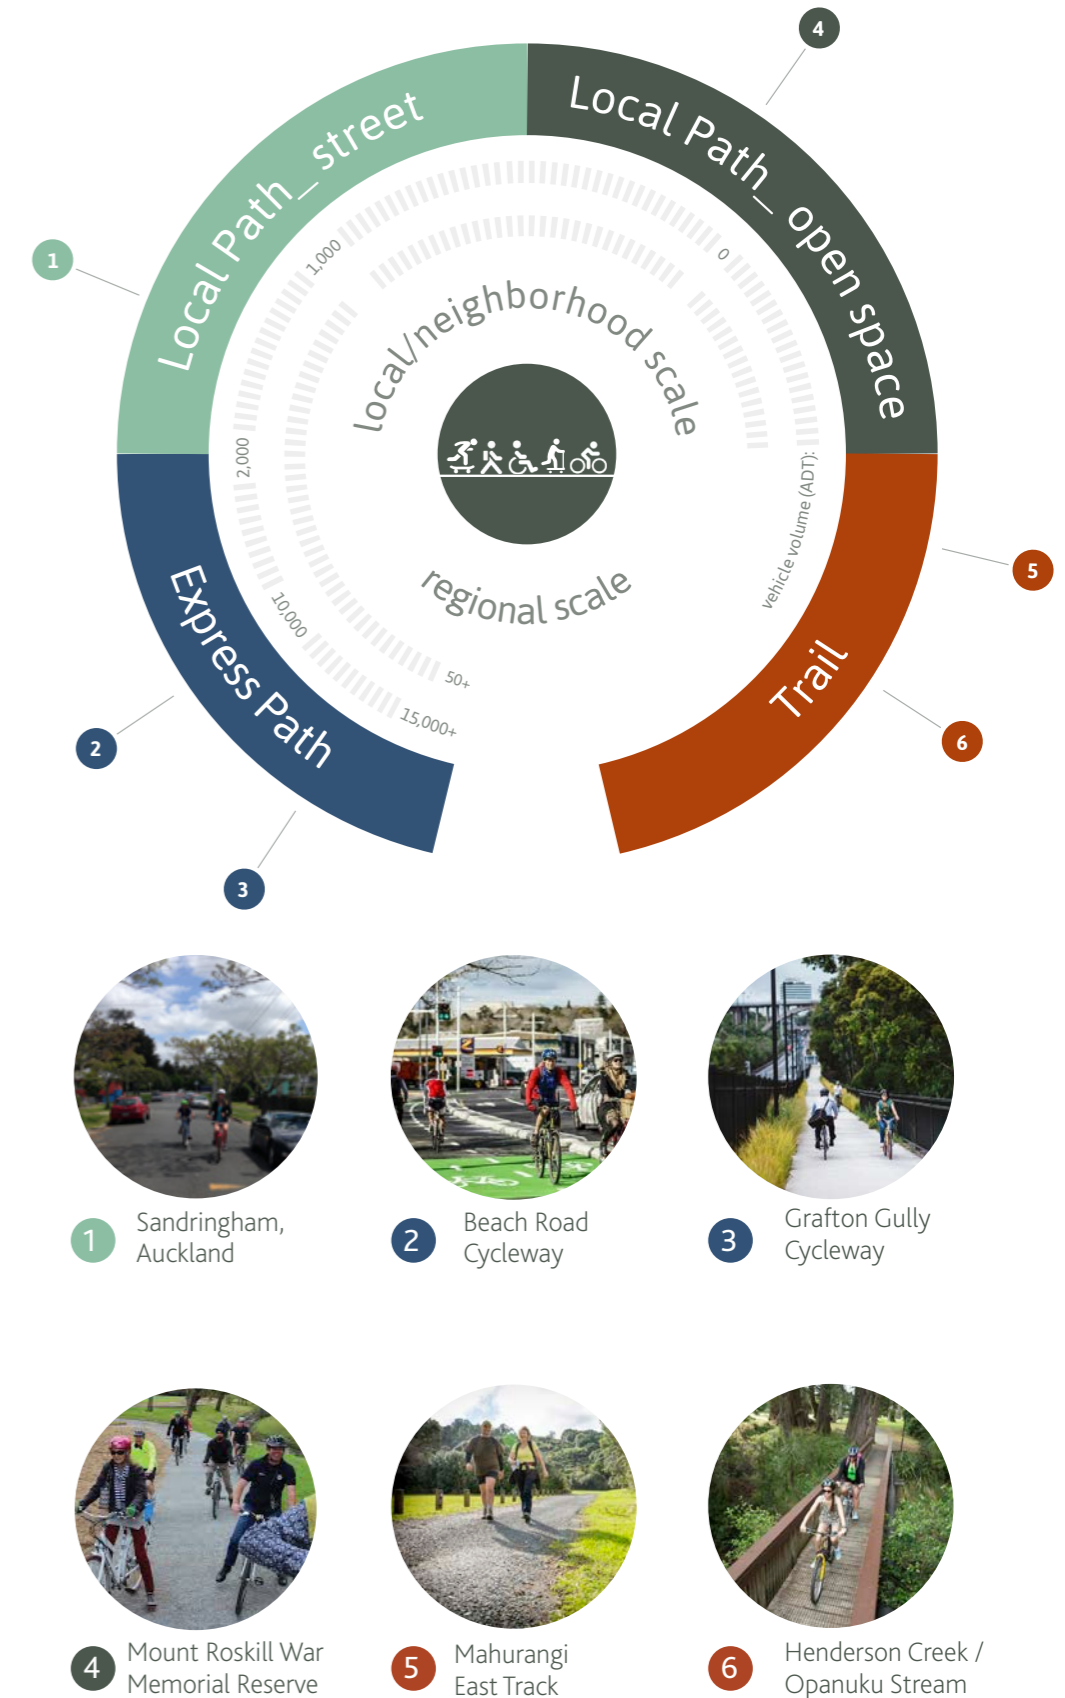 4
Local Path_ street
Local Path_ open space
1
1,000
0
local/neighborhood scale
2,000
vehicle volume (ADT):
5
regional scale
10,000
Express Path
Trail
50+
15,000+
2
6
3
1
Sandringham,
Auckland
2
Beach Road
Cycleway
3
Grafton Gully
Cycleway
4
Mount Roskill War
Memorial Reserve
5
Mahurangi
East Track
6
Henderson Creek /
Opanuku Stream